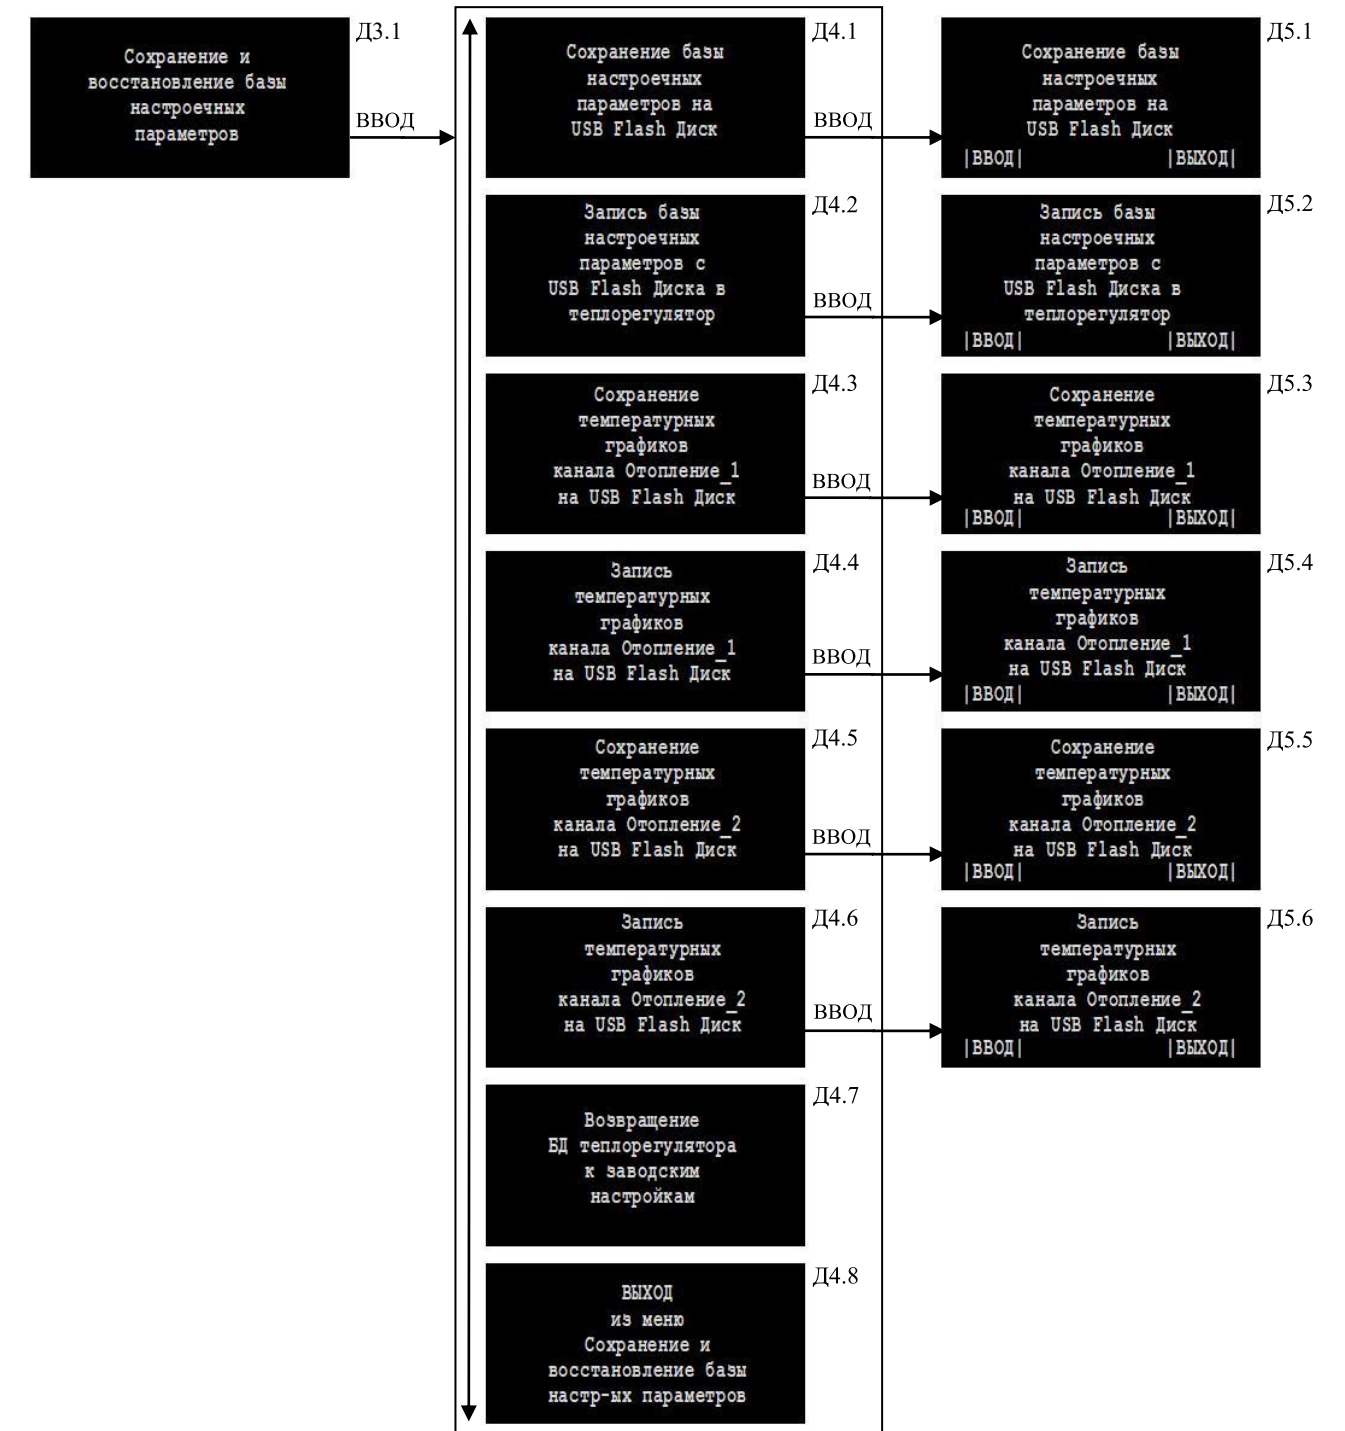 Д3.1
Сохранение и
восстановление базы
настроечных
параметров
ВВОД
Д4.1
Сохранение базы
настроечных
параметров на
USB Flash Диск
ВВОД
Д5.1
Сохранение базы
настроечных
параметров на
USB Flash Диск
|ВВОД| |ВЫХОД|
Д4.2
Запись базы
настроечных
параметров с
USB Flash Диска в
теплорегулятор
ВВОД
Д5.2
Запись базы
настроечных
параметров с
USB Flash Диска в
теплорегулятор
|ВВОД| |ВЫХОД|
Д4.3
Сохранение
температурных
графиков
канала Отопление_1
на USB Flash Диск
ВВОД
Д5.3
Сохранение
температурных
графиков
канала Отопление_1
на USB Flash Диск
|ВВОД| |ВЫХОД|
Д4.4
Запись
температурных
графиков
канала Отопление_1
на USB Flash Диск
ВВОД
Д5.4
Запись
температурных
графиков
канала Отопление_1
на USB Flash Диск
|ВВОД| |ВЫХОД|
Д4.5
Сохранение
температурных
графиков
канала Отопление_2
на USB Flash Диск
ВВОД
Д5.5
Сохранение
температурных
графиков
канала Отопление_2
на USB Flash Диск
|ВВОД| |ВЫХОД|
Д4.6
Запись
температурных
графиков
канала Отопление_2
на USB Flash Диск
ВВОД
Д5.6
Запись
температурных
графиков
канала Отопление_2
на USB Flash Диск
|ВВОД| |ВЫХОД|
Д4.7
Возвращение
БД теплорегулятора
к заводским
настройкам
Д4.8
ВЫХОД
из меню
Сохранение и
восстановление базы
настр-ых параметров